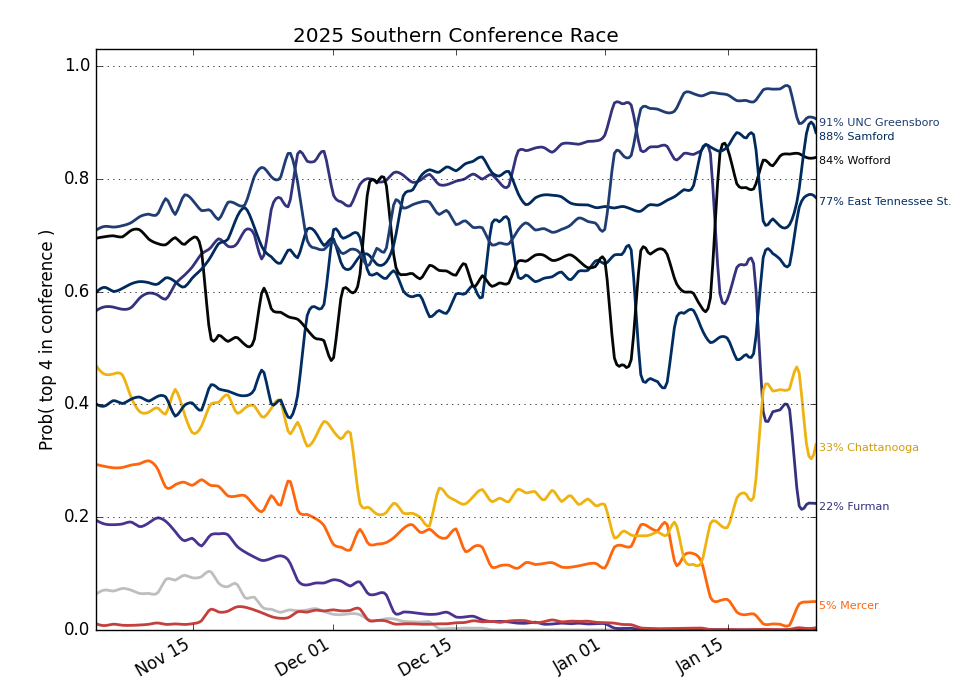 2025 Southern Conference Race
Prob( top 4 in conference )
1.0
0.8
0.6
0.4
0.2
0.0
91% UNC Greensboro
88% Samford
84% Wofford
77% East Tennessee St.
33% Chattanooga
22% Furman
5% Mercer
Nov 15
Dec 01
Dec 15
Jan 01
Jan 15